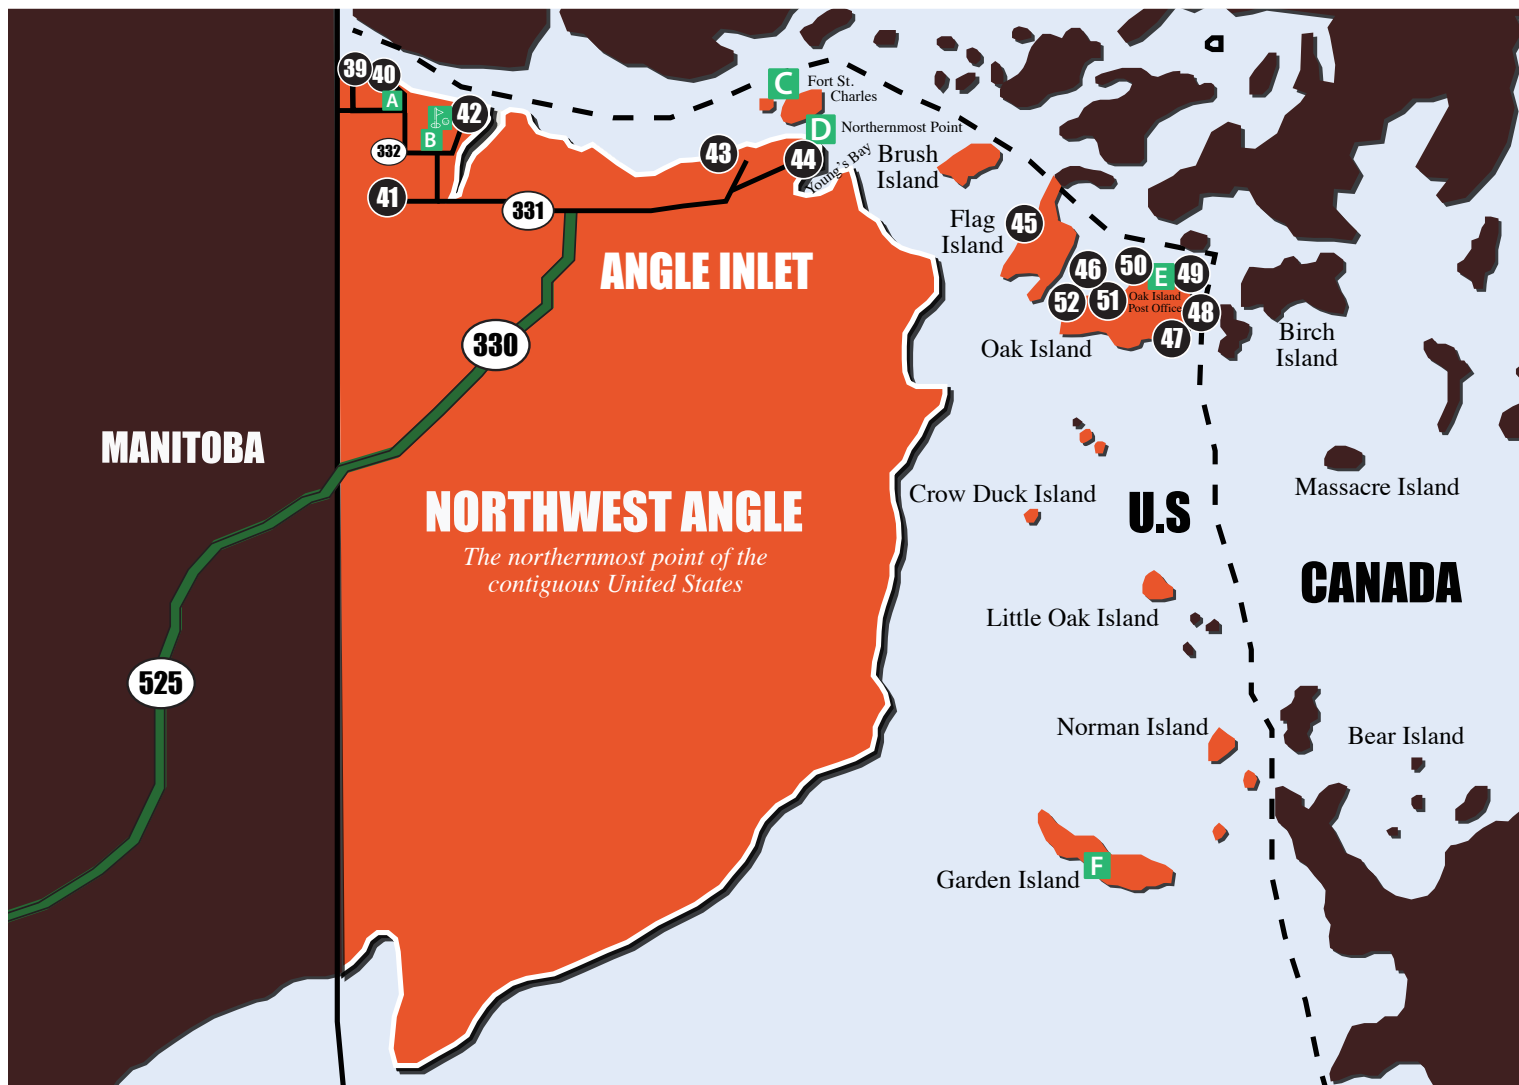 39
40
A
42
B
332
41
C
Fort St.
Charles
D
Northernmost Point
43
44
Young's Bay
Brush
Island
331
Flag
Island
45
46
50
E
49
52
51
Oak Island
Post Office
48
47
Oak Island
Birch
Island
ANGLE INLET
330
MANITOBA
NORTHWEST ANGLE
The northernmost point of the
contiguous United States
Crow Duck Island
U.S
Massacre Island
CANADA
Little Oak Island
525
Norman Island
Bear Island
Garden Island
F